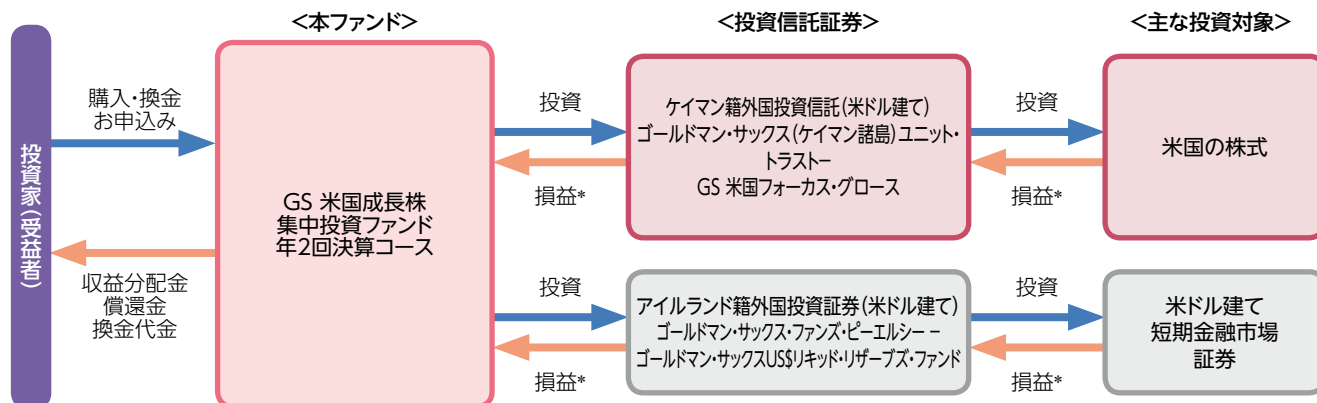 <本ファンド>
<投資信託証券>
<主な投資対象>
投資家(受益者)
購入・換金
お申込み
収益分配金
償還金
換金代金
GS 米国成長株
集中投資ファンド
年2回決算コース
投資
損益*
ケイマン籍外国投資信託(米ドル建て)
ゴールドマン・サックス(ケイマン諸島)ユニット・
トラスト−
GS 米国フォーカス・グロース
投資
損益*
米国の株式
投資
損益*
アイルランド籍外国投資証券(米ドル建て)
ゴールドマン・サックス・ファンズ・ピーエルシー −
ゴールドマン・サックスUS$リキッド・リザーブズ・ファンド
投資
損益*
米ドル建て
短期金融市場
証券